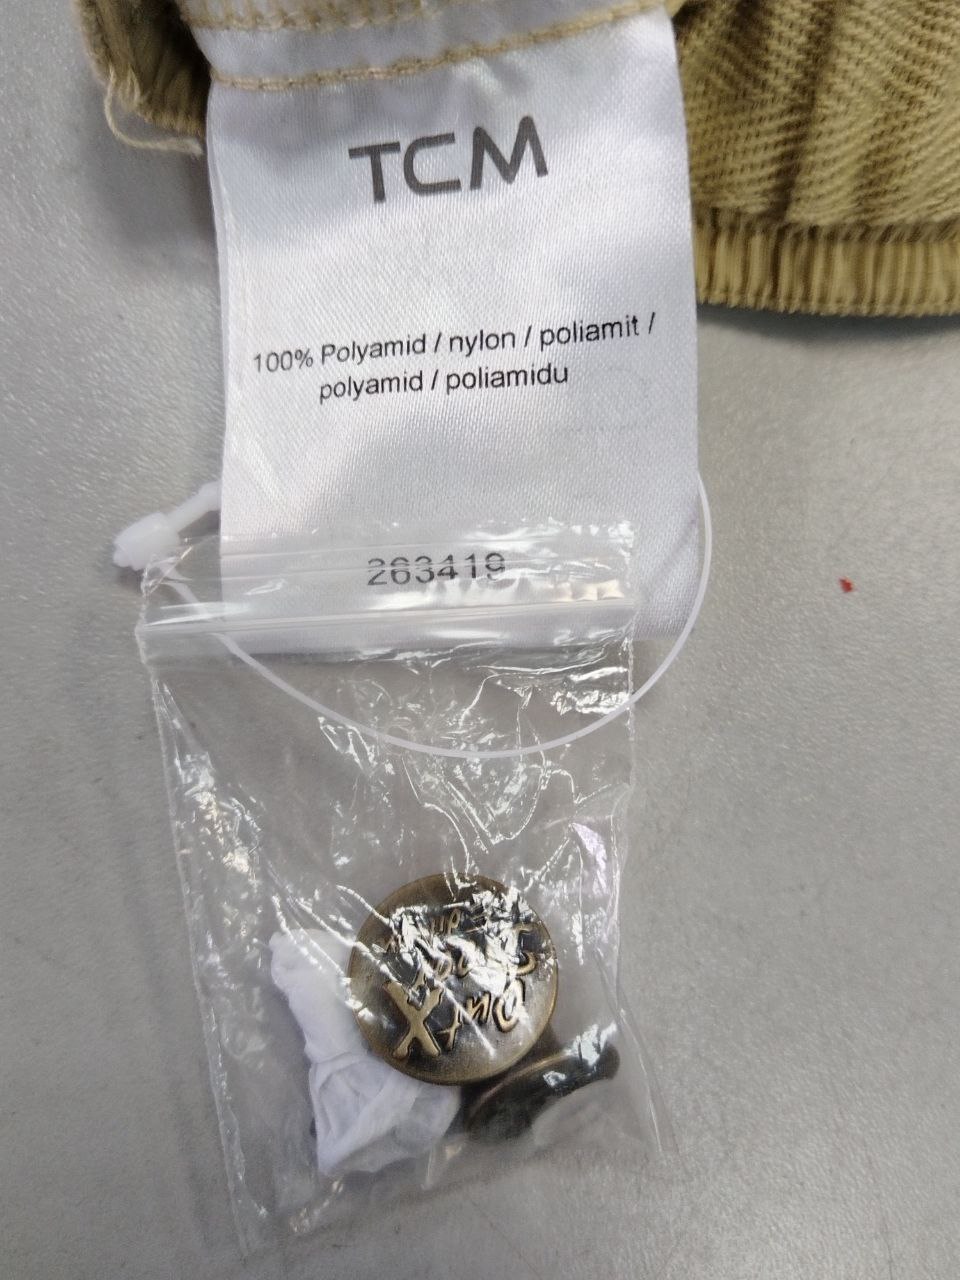 TCM
100% Polyamid / nylon / poliamit /
polyamid / poliamidu
263419